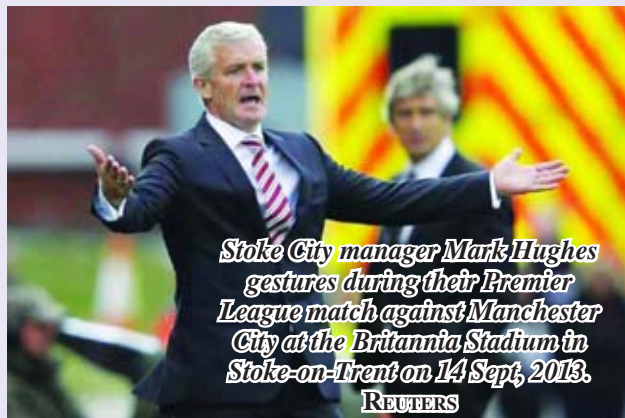 Stoke City manager Mark Hughes
gestures during their Premier
League match against Manchester
City at the Britannia Stadium in
Stoke-on-Trent on 14 Sept, 2013.
REUTERS